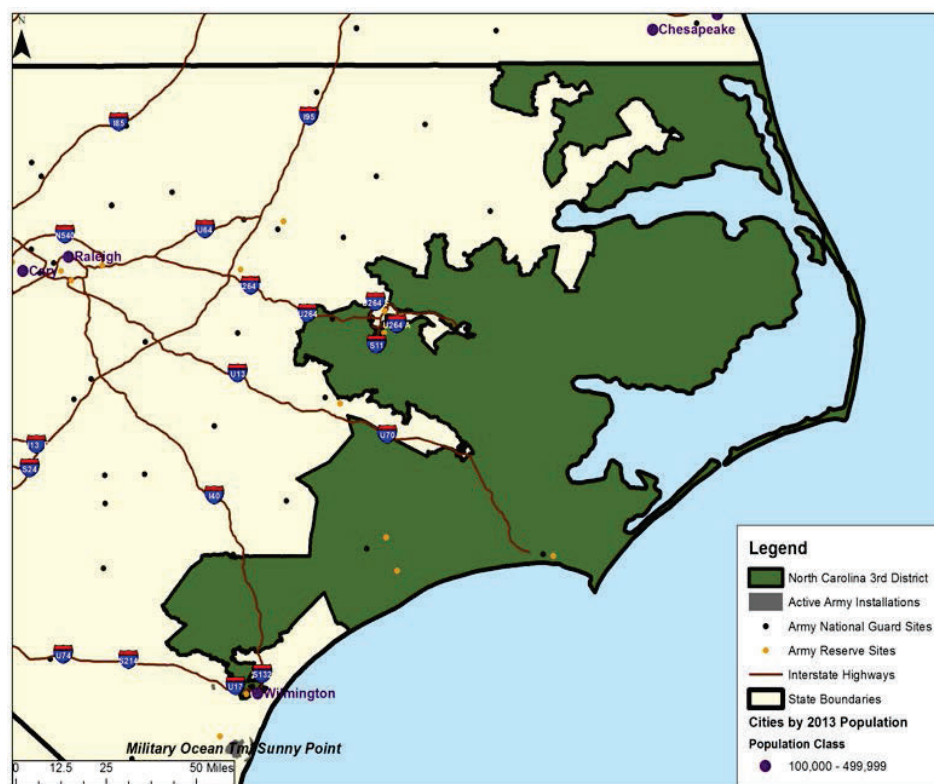 N
Chesapeake
I85
I95
U64
N540
Raleigh
Cary
U264
U264
U264 A
S11
U13
U70
I13
S24
I40
U74
S214
S132
U17
Wilmington
Military Ocean Tml Sunny Point
0 12.5 25 50 Miles
Legend
North Carolina 3rd District
Active Army Installations
Army National Guard Sites
Army Reserve Sites
Interstate Highways
State Boundaries
Cities by 2013 Population
Population Class
100,000 - 499,999